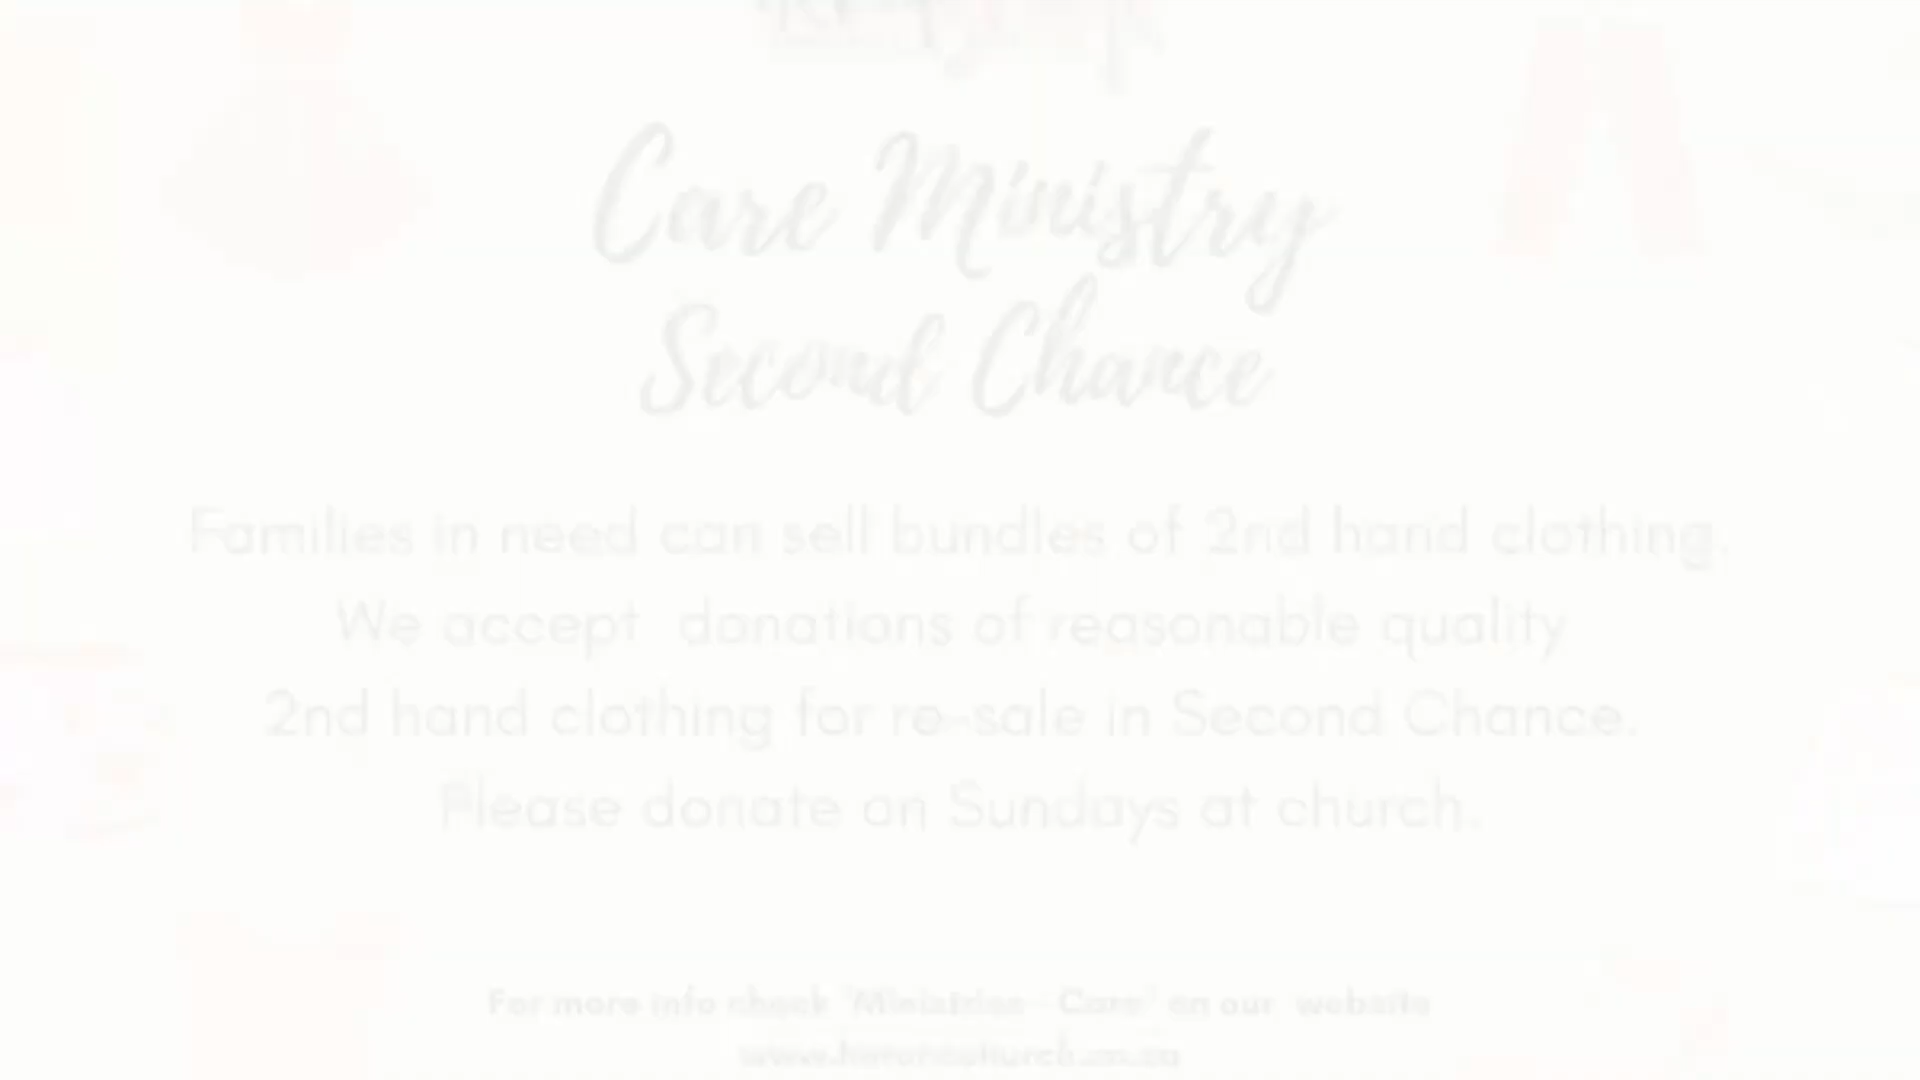 Care Ministry
Second Chance
Families in need can sell bundles of 2nd hand clothing.
We accept donations of reasonable quality
2nd hand clothing for re-sale in Second Chance.
Please donate on Sundays at church.
For more info check "Ministries - Care" on our website